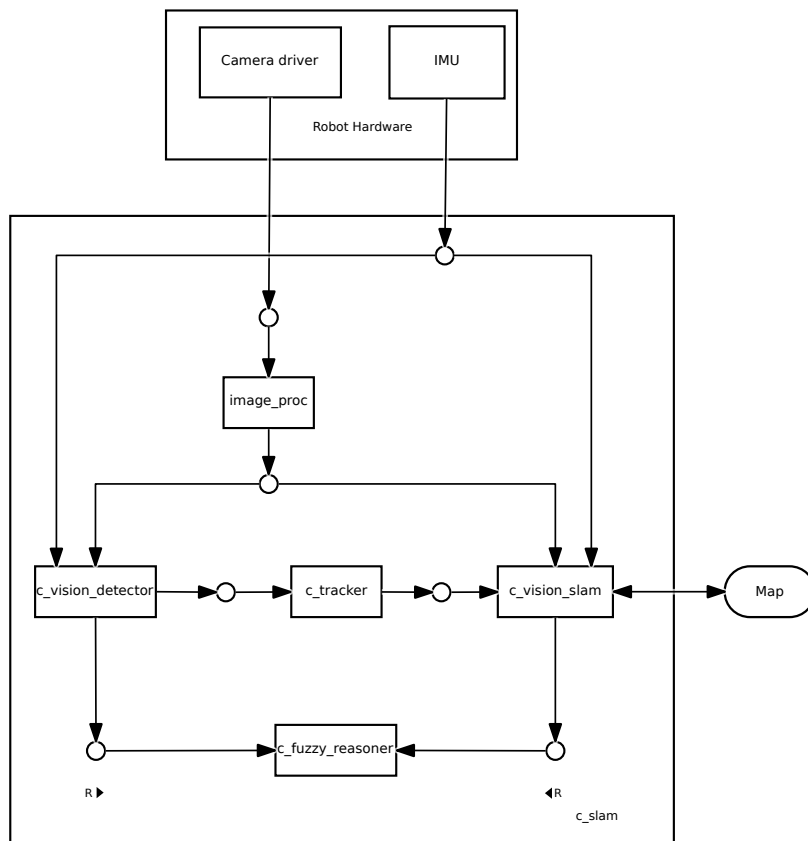 Camera driver
IMU
Robot Hardware
image_proc
c_vision_detector
c_tracker
c_vision_slam
Map
c_fuzzy_reasoner
R
R
c_slam